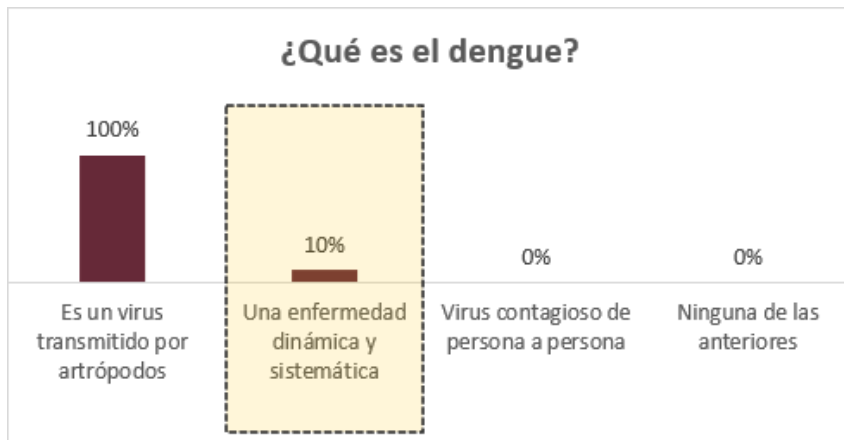 ¿Qué es el dengue?
100%
10%
0%
0%
Es un virus
transmitido por
artrópodos
Una enfermedad
dinámica y
sistemática
Virus contagioso de
persona a persona
Ninguna de las
anteriores